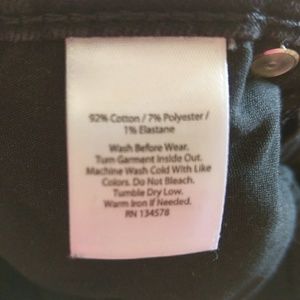 92% Cotton / 7% Polyester /
1% Elastane
Wash Before Wear.
Turn Garment Inside Out.
Machine Wash Cold With Like
Colors. Do Not Bleach.
Tumble Dry Low.
Warm Iron If Needed.
RN 134578